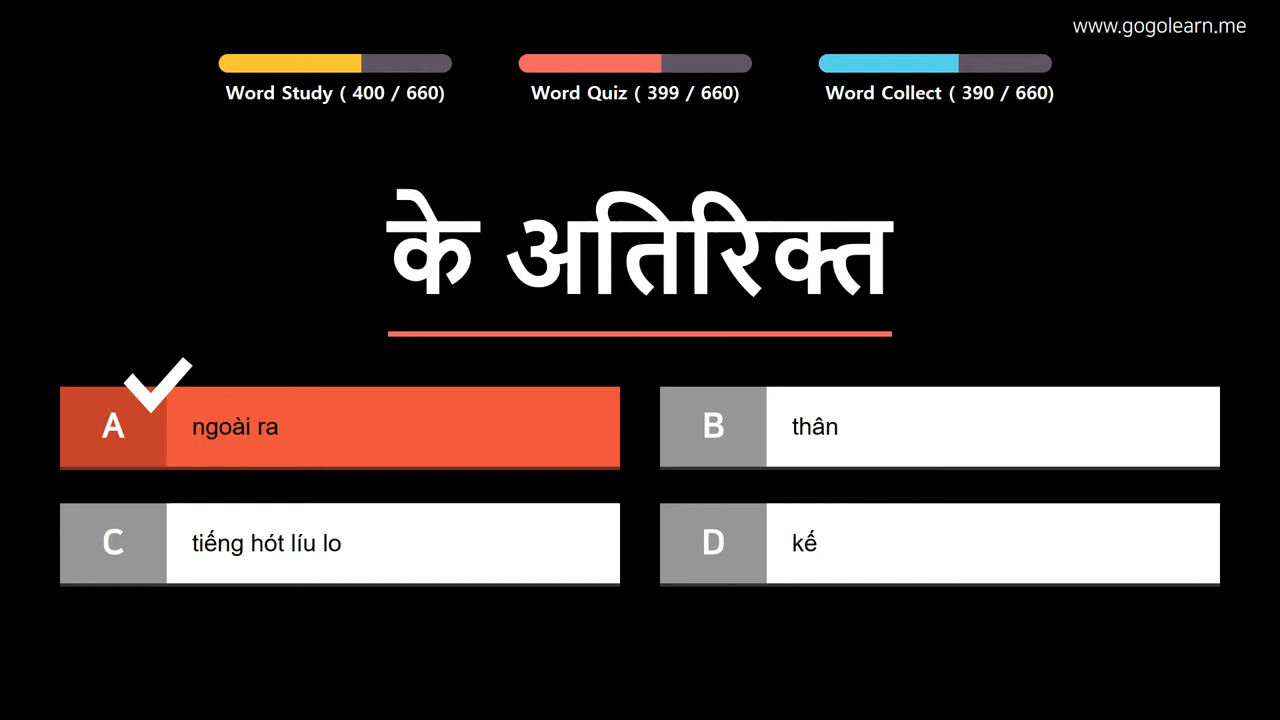 www.gogolearn.me
Word Study ( 400 / 660)
Word Quiz ( 399 / 660)
Word Collect ( 390 / 660)
के अतिरिक्त
A ngoài ra
B thân
C tiếng hót líu lo
D kế